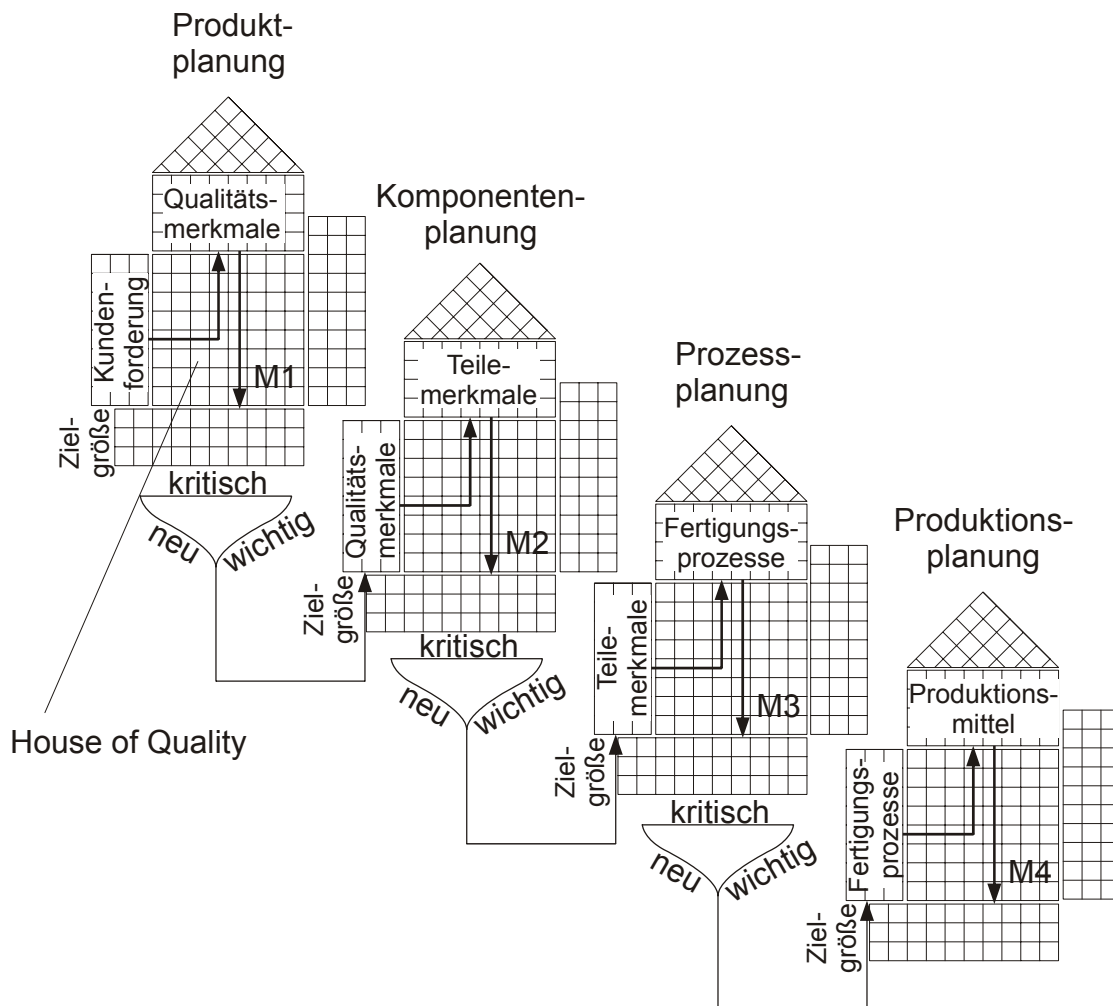 Produkt-
planung
Qualitäts-
merkmale
Kunden-
forderung
M1
Ziel-
größe
kritisch
neu
wichtig
House of Quality
Komponenten-
planung
Teile-
merkmale
Qualitäts-
merkmale
M2
Ziel-
größe
kritisch
neu
wichtig
Prozess-
planung
Fertigungs-
prozesse
Teile-
merkmale
M3
Ziel-
größe
kritisch
neu
wichtig
Produktions-
planung
Produktions-
mittel
Fertigungs-
prozesse
M4
Ziel-
größe